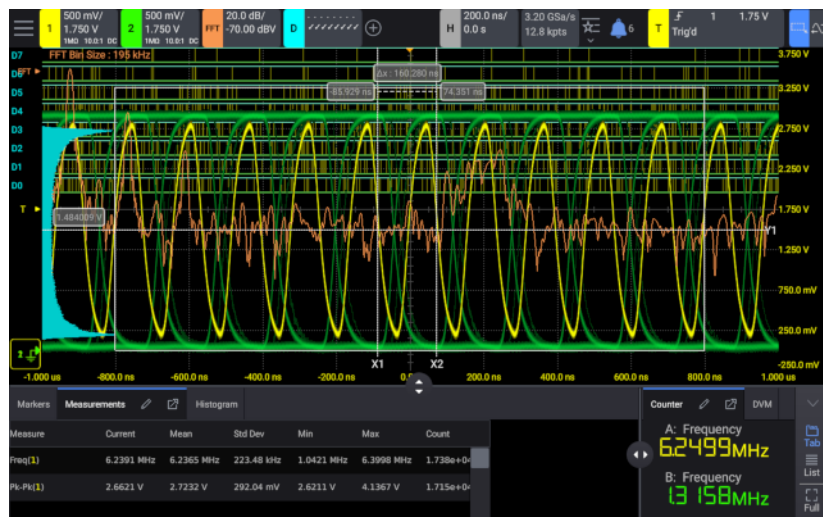 500 mV/ 500 mV/ 20.0 dB/ - - - - - - - - 200.0 ns/ 3.20 GSa/s 1 1.75 V
1 1.750 V 2 1.750 V FFT -70.00 dBV D H 0.0 s 12.8 kpts 6 T Trig'd
1MΩ 10.0:1 DC 1MΩ 10.0:1 DC
D7 FFT Bin Size : 195 kHz 3.750 V
D6 FFT Δx : 160.280 ns
D5 -85.929 ns 74.351 ns 3.250 V
D4
D3 2.750 V
D2
D1 2.250 V
D0
T 1.484009 V 1.750 V
Y1
1.250 V
750.0 mV
2 250.0 mV
X1 X2 -250.0 mV
-1.000 us -800.0 ns -600.0 ns -400.0 ns -200.0 ns 200.0 ns 400.0 ns 600.0 ns 800.0 ns 1.000 us
Markers Measurements Histogram Counter DVM
Measure Current Mean Std Dev Min Max Count
A: Frequency
6.2499MHz
Tab
Freq(1) 6.2391 MHz 6.2365 MHz 223.48 kHz 1.0421 MHz 6.3998 MHz 1.738e+04
List
B: Frequency
Pk-Pk(1) 2.6621 V 2.7232 V 292.04 mV 2.6211 V 4.1367 V 1.715e+04
1.3158MHz
Full